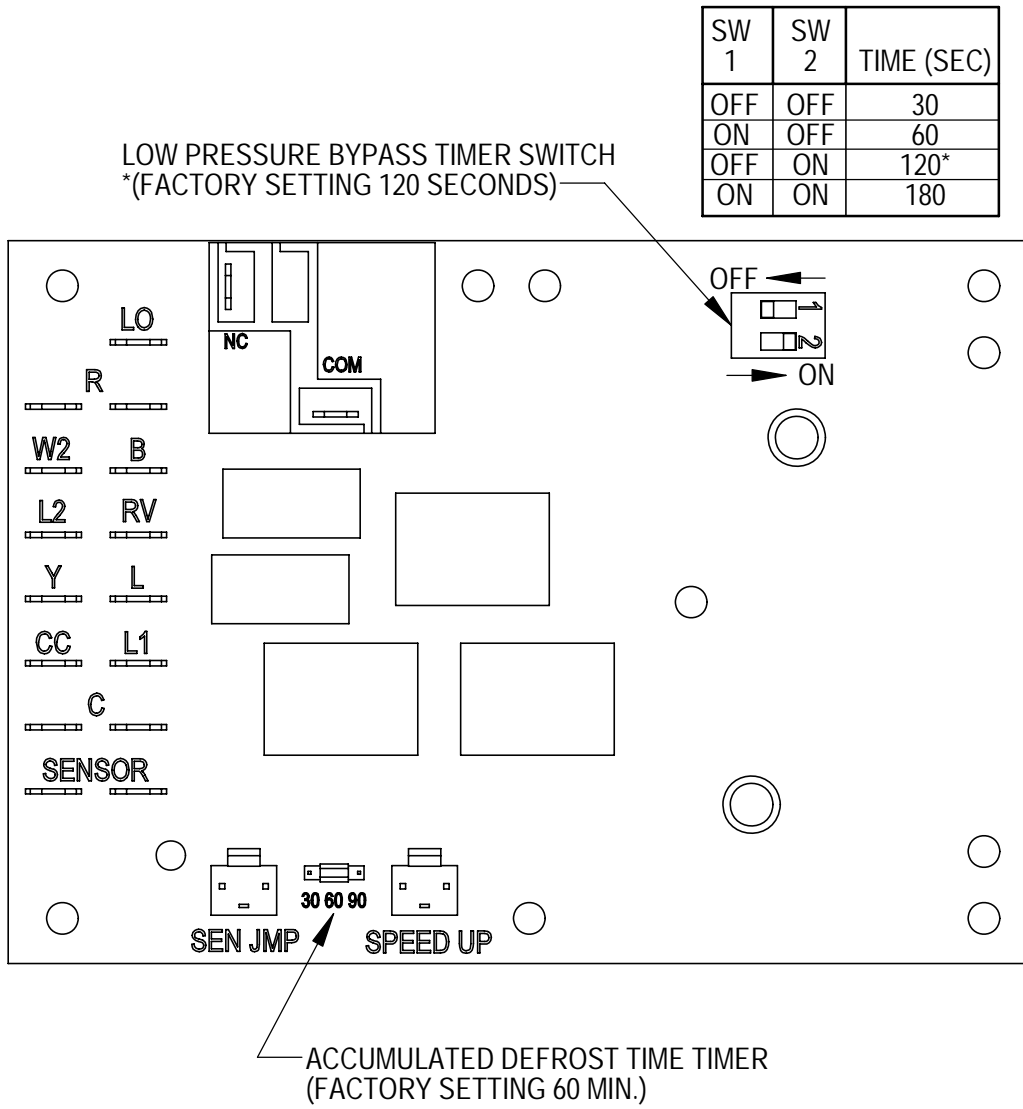 SW 1 SW 2 TIME (SEC)
OFF OFF 30
ON OFF 60
OFF ON 120*
ON ON 180
LOW PRESSURE BYPASS TIMER SWITCH
*(FACTORY SETTING 120 SECONDS)
OFF
1
2
ON
NC
COM
LO
R
W2 B
L2 RV
Y L
CC L1
C
SENSOR
30 60 90
SEN JMP SPEED UP
ACCUMULATED DEFROST TIME TIMER
(FACTORY SETTING 60 MIN.)